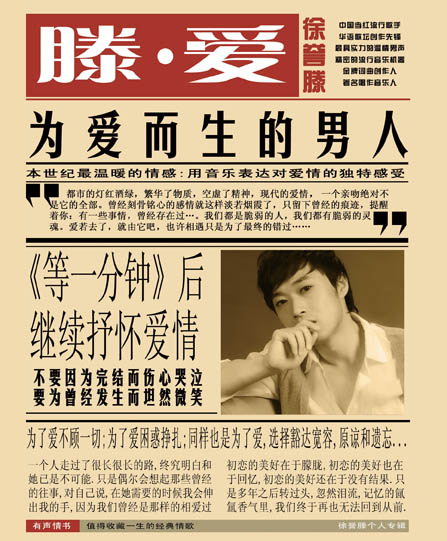 滕·爱
徐誉滕
中国当红流行歌手
华语歌坛创作先锋
最具实力的温情男声
精密的流行音乐机器
金牌词曲创作人
著名唱作音乐人
为爱而生的男人
本世纪最温暖的情感:用音乐表达对爱情的独特感受
都市的灯红酒绿，繁华了物质，空虚了精神，现代的爱情，一个亲吻绝对不
是它的全部。曾经刻骨铭心的感情就这样淡若烟霞了，只留下曾经的痕迹，提醒
着你：有一些事情，曾经存在过…。我们都是脆弱的人，我们都有脆弱的灵
魂。爱若去了，就由它吧，也许相遇只是为了最终的错过……
《等一分钟》后
继续抒怀爱情
不要因为完结而伤心哭泣
要为曾经发生而坦然微笑
为了爱不顾一切;为了爱困惑挣扎;同样也是为了爱,选择豁达宽容,原谅和遗忘...
一个人走过了很长很长的路,终究明白和
她已是不可能.只是偶尔会想起那些曾经
的往事,对自己说,在她需要的时候我会伸
出我的手,因为我们曾经是那样的相爱过
初恋的美好在于朦胧,初恋的美好也在
于回忆,初恋的美好还在于没有结果.只
是多年之后转过头,忽然泪流,记忆的氤
氲香气里,我们终于再也无法回到从前.
有声情书
值得收藏一生的经典情歌
徐誉滕个人专辑